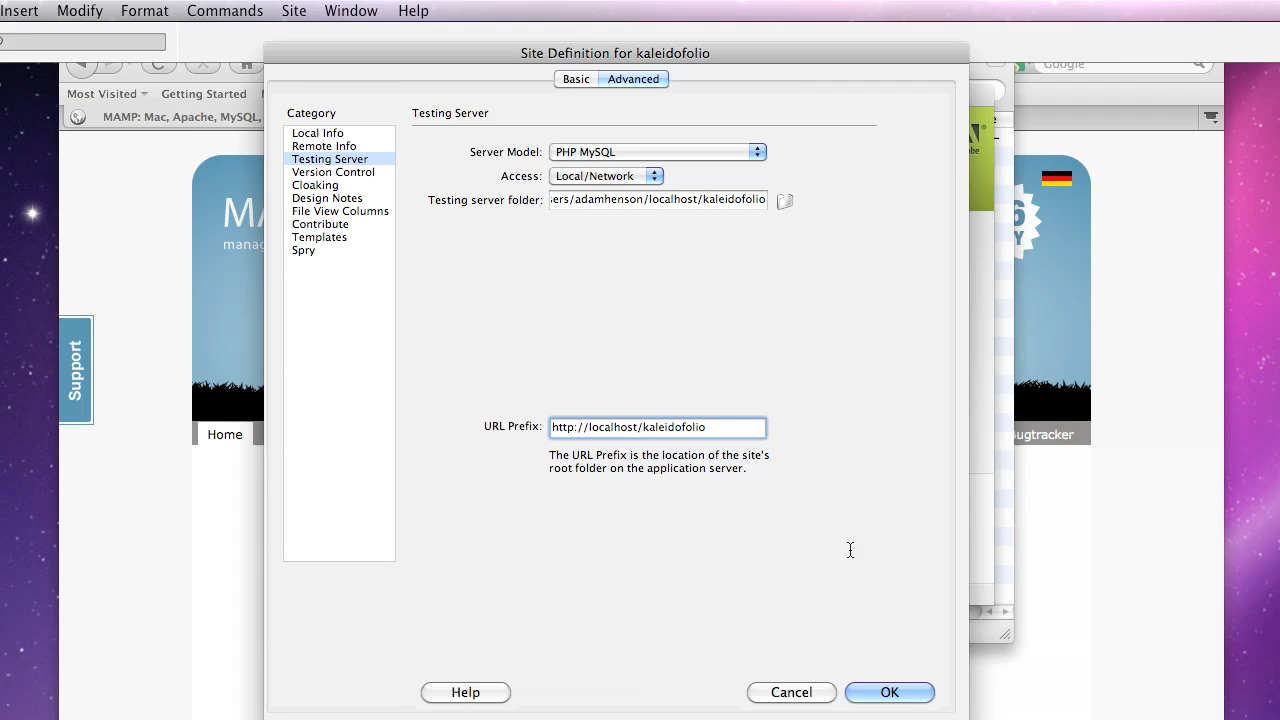 Insert Modify Format Commands Site Window Help
Site Definition for kaleidofolio
Google
Basic Advanced
Most Visited Getting Started
MAMP: Mac, Apache, MySQL,
Category
Testing Server
Local Info
Remote Info
Testing Server
Version Control
Cloaking
Design Notes
File View Columns
Contribute
Templates
Spry
Server Model: PHP MySQL
Access: Local/Network
Testing server folder: ers/adamhenson/localhost/kaleidofolio
URL Prefix: http://localhost/kaleidofolio
The URL Prefix is the location of the site's
root folder on the application server.
Support
Home
Bugtracker
Help Cancel OK